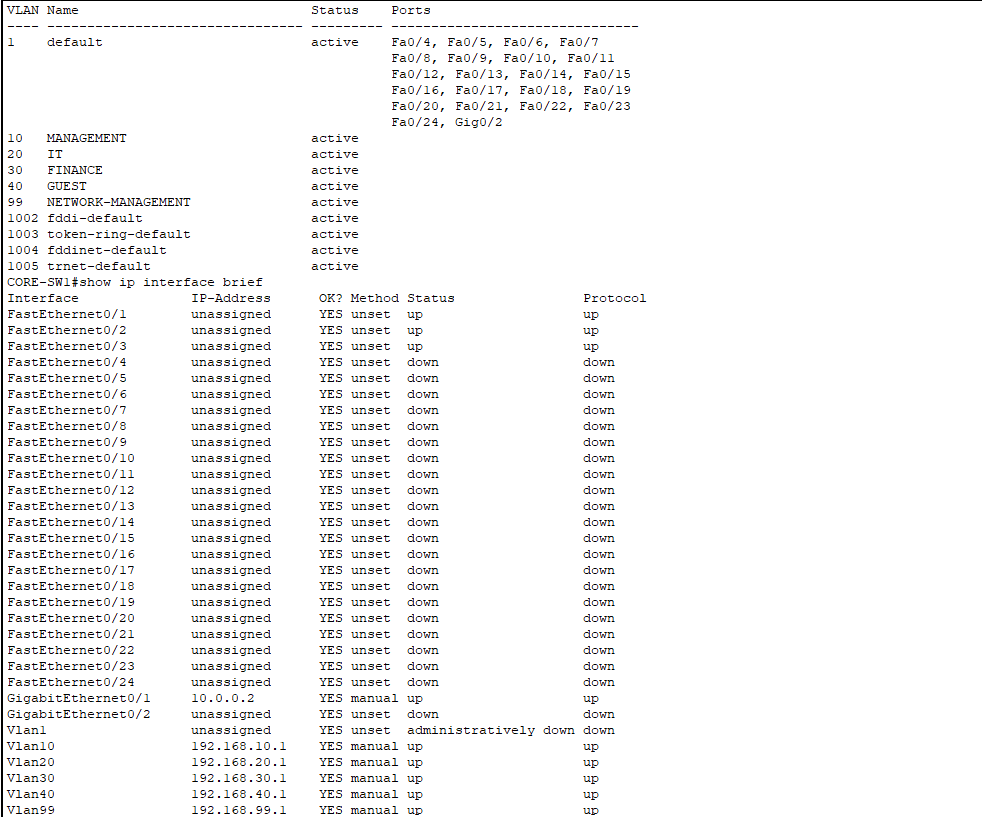 VLAN Name                             Status    Ports
---- -------------------------------- --------- -------------------------------
1    default                          active    Fa0/4, Fa0/5, Fa0/6, Fa0/7
                                                Fa0/8, Fa0/9, Fa0/10, Fa0/11
                                                Fa0/12, Fa0/13, Fa0/14, Fa0/15
                                                Fa0/16, Fa0/17, Fa0/18, Fa0/19
                                                Fa0/20, Fa0/21, Fa0/22, Fa0/23
                                                Fa0/24, Gig0/2
10   MANAGEMENT                       active
20   IT                               active
30   FINANCE                          active
40   GUEST                            active
99   NETWORK-MANAGEMENT               active
1002 fddi-default                     active
1003 token-ring-default               active
1004 fddinet-default                  active
1005 trnet-default                    active
CORE-SW1#show ip interface brief
Interface              IP-Address      OK? Method Status                Protocol
FastEthernet0/1        unassigned      YES unset  up                    up
FastEthernet0/2        unassigned      YES unset  up                    up
FastEthernet0/3        unassigned      YES unset  up                    up
FastEthernet0/4        unassigned      YES unset  down                  down
FastEthernet0/5        unassigned      YES unset  down                  down
FastEthernet0/6        unassigned      YES unset  down                  down
FastEthernet0/7        unassigned      YES unset  down                  down
FastEthernet0/8        unassigned      YES unset  down                  down
FastEthernet0/9        unassigned      YES unset  down                  down
FastEthernet0/10       unassigned      YES unset  down                  down
FastEthernet0/11       unassigned      YES unset  down                  down
FastEthernet0/12       unassigned      YES unset  down                  down
FastEthernet0/13       unassigned      YES unset  down                  down
FastEthernet0/14       unassigned      YES unset  down                  down
FastEthernet0/15       unassigned      YES unset  down                  down
FastEthernet0/16       unassigned      YES unset  down                  down
FastEthernet0/17       unassigned      YES unset  down                  down
FastEthernet0/18       unassigned      YES unset  down                  down
FastEthernet0/19       unassigned      YES unset  down                  down
FastEthernet0/20       unassigned      YES unset  down                  down
FastEthernet0/21       unassigned      YES unset  down                  down
FastEthernet0/22       unassigned      YES unset  down                  down
FastEthernet0/23       unassigned      YES unset  down                  down
FastEthernet0/24       unassigned      YES unset  down                  down
GigabitEthernet0/1     10.0.0.2        YES manual up                    up
GigabitEthernet0/2     unassigned      YES unset  down                  down
Vlan1                  unassigned      YES unset  administratively down down
Vlan10                 192.168.10.1    YES manual up                    up
Vlan20                 192.168.20.1    YES manual up                    up
Vlan30                 192.168.30.1    YES manual up                    up
Vlan40                 192.168.40.1    YES manual up                    up
Vlan99                 192.168.99.1    YES manual up                    up